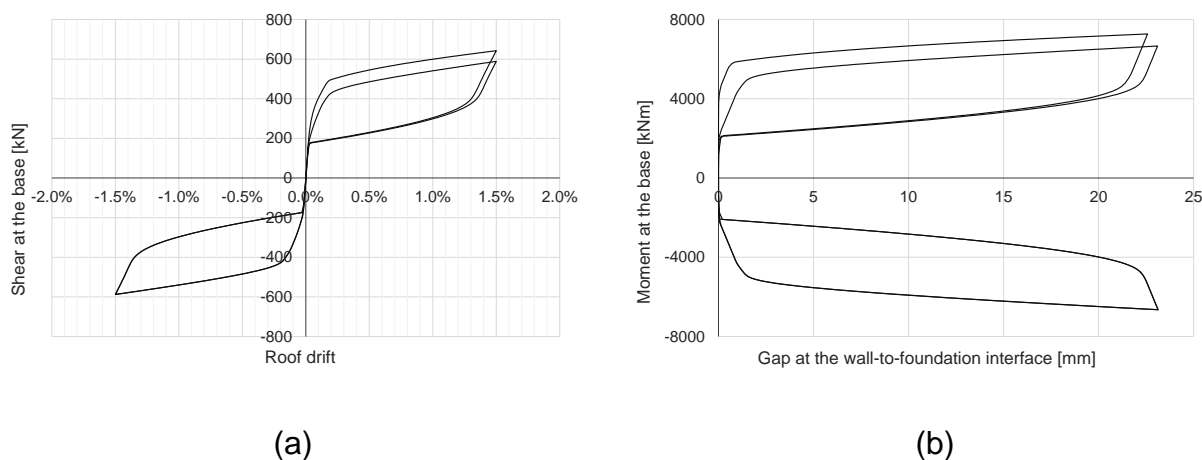 800
600
400
200
0
-200
-400
-600
-800
-2.0% -1.5% -1.0% -0.5% 0.0% 0.5% 1.0% 1.5% 2.0%
Shear at the base [kN]
Roof drift
(a)
8000
4000
0
-4000
-8000
0 5 10 15 20 25
Moment at the base [kNm]
Gap at the wall-to-foundation interface [mm]
(b)